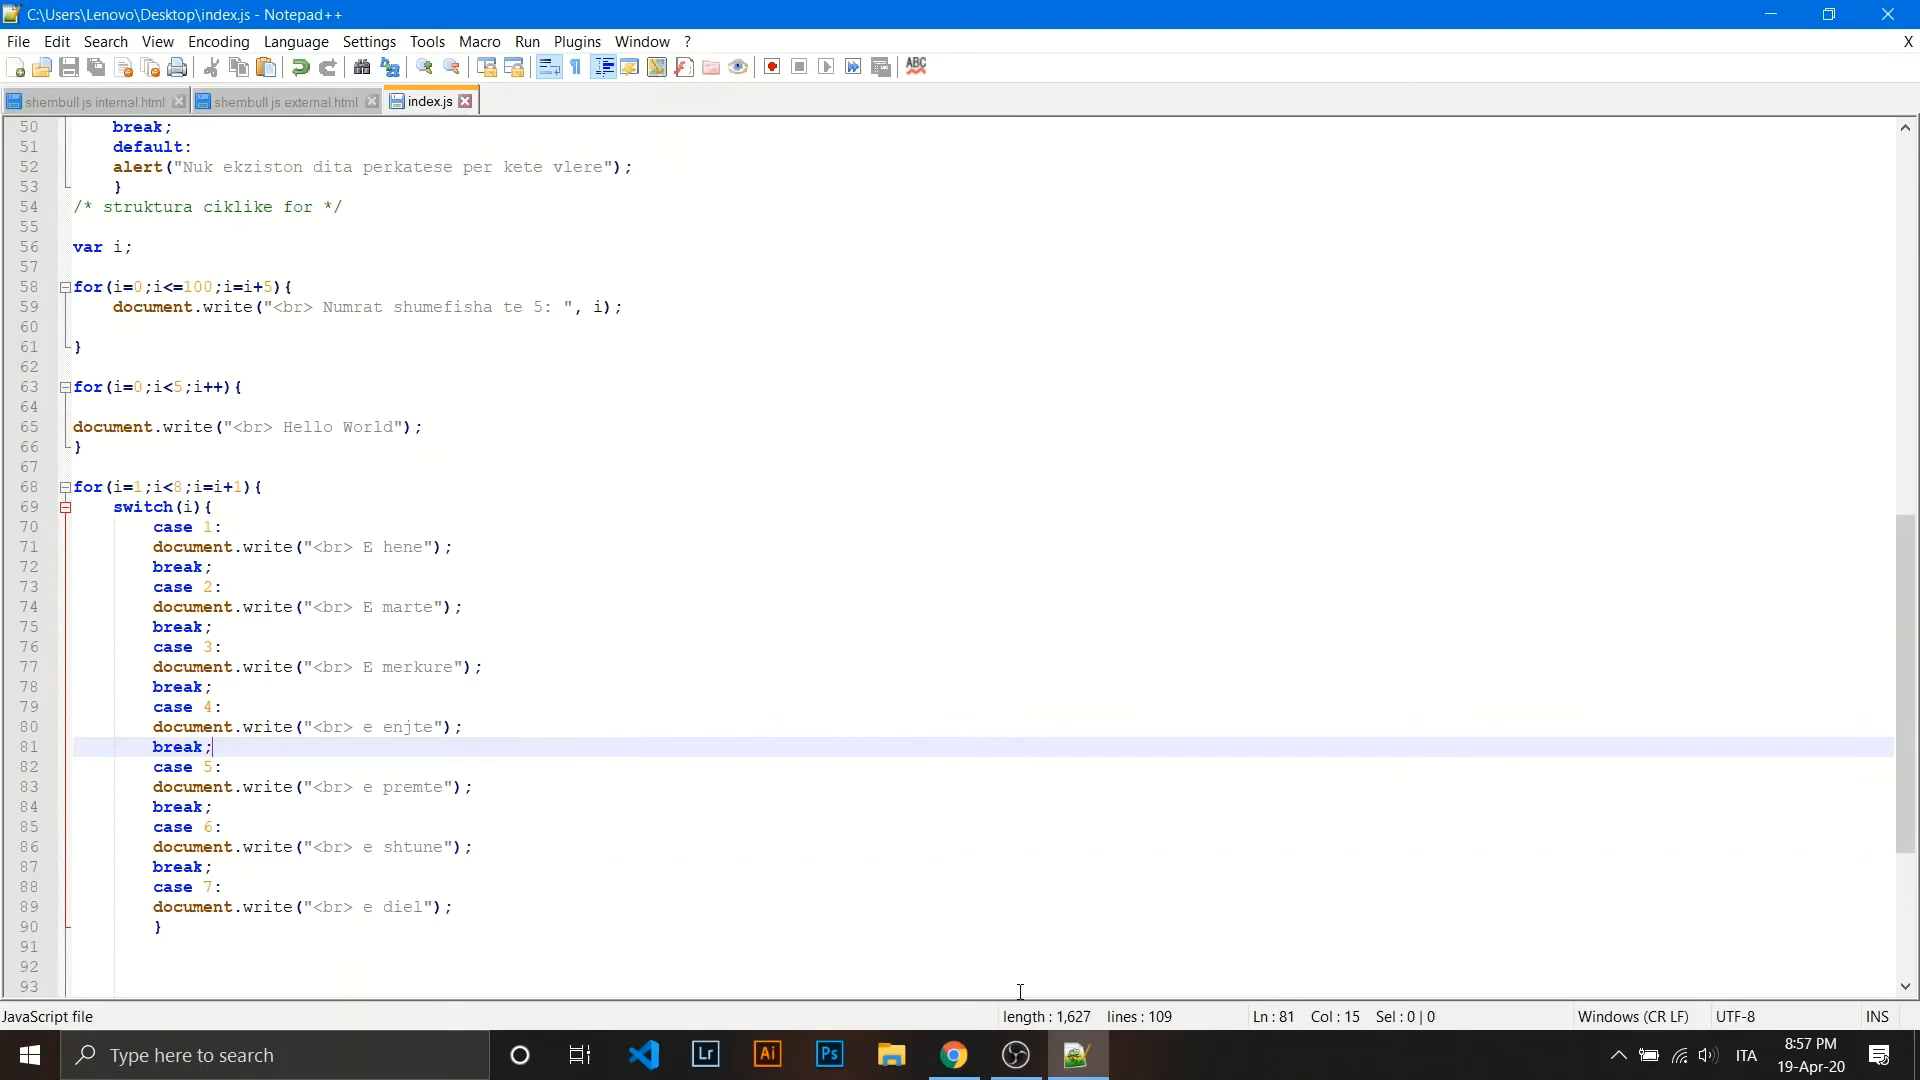 C:\Users\Lenovo\Desktop\index.js - Notepad++
File Edit Search View Encoding Language Settings Tools Macro Run Plugins Window ? X
ABC
shembull js internal.html shembull js external.html index.js
50 break;
51 default:
52 alert("Nuk ekziston dita perkatese per kete vlere");
53 }
54 /* struktura ciklike for */
55
56 var i;
57
58 for(i=0;i<=100;i=i+5){
59 document.write("<br> Numrat shumefisha te 5: ", i);
60
61 }
62
63 for(i=0;i<5;i++){
64
65 document.write("<br> Hello World");
66 }
67
68 for(i=1;i<8;i=i+1){
69 switch(i){
70 case 1:
71 document.write("<br> E hene");
72 break;
73 case 2:
74 document.write("<br> E marte");
75 break;
76 case 3:
77 document.write("<br> E merkure");
78 break;
79 case 4:
80 document.write("<br> e enjte");
81 break;
82 case 5:
83 document.write("<br> e premte");
84 break;
85 case 6:
86 document.write("<br> e shtune");
87 break;
88 case 7:
89 document.write("<br> e diel");
90 }
91
92
93
JavaScript file length : 1,627 lines : 109 Ln : 81 Col : 15 Sel : 0 | 0 Windows (CR LF) UTF-8 INS
Type here to search Lr Ai Ps ITA 8:57 PM
19-Apr-20